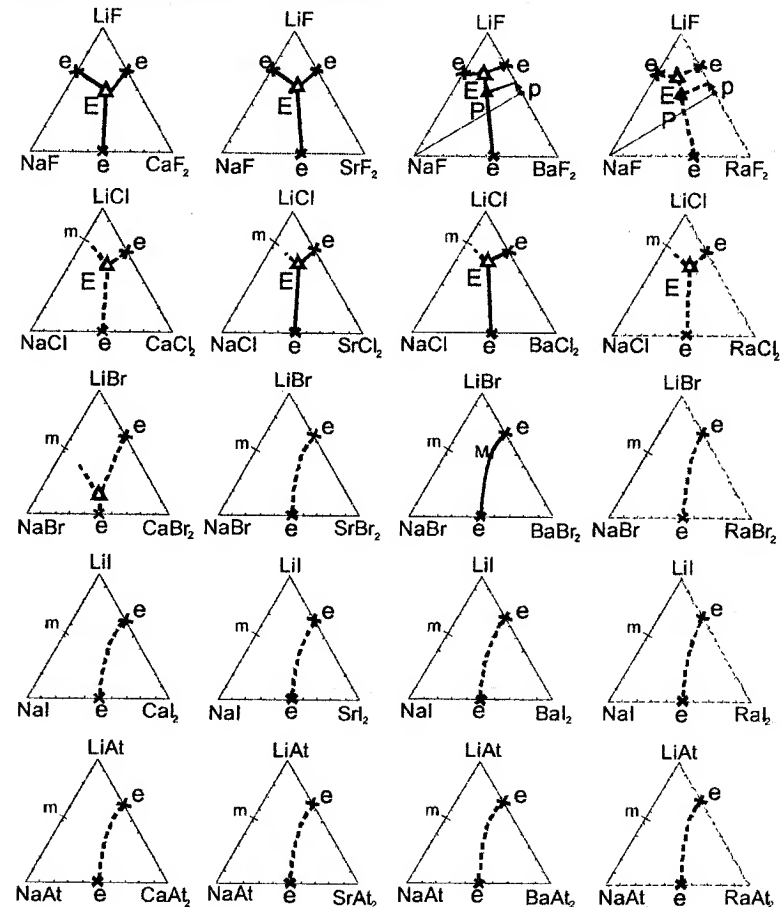 LiF LiF LiF LiF
e e e e e e e
E E E p E p
P P
NaF e CaF₂ NaF e SrF₂ NaF e BaF₂ NaF e RaF₂
LiCl LiCl LiCl LiCl
m e m e m e m e
E E E E
NaCl e CaCl₂ NaCl e SrCl₂ NaCl e BaCl₂ NaCl e RaCl₂
LiBr LiBr LiBr LiBr
m e m e m M e m e
NaBr e CaBr₂ NaBr e SrBr₂ NaBr e BaBr₂ NaBr e RaBr₂
LiI LiI LiI LiI
m e m e m e m e
NaI e CaI₂ NaI e SrI₂ NaI e BaI₂ NaI e RaI₂
LiAt LiAt LiAt LiAt
m e m e m e m e
NaAt e CaAt₂ NaAt e SrAt₂ NaAt e BaAt₂ NaAt e RaAt₂